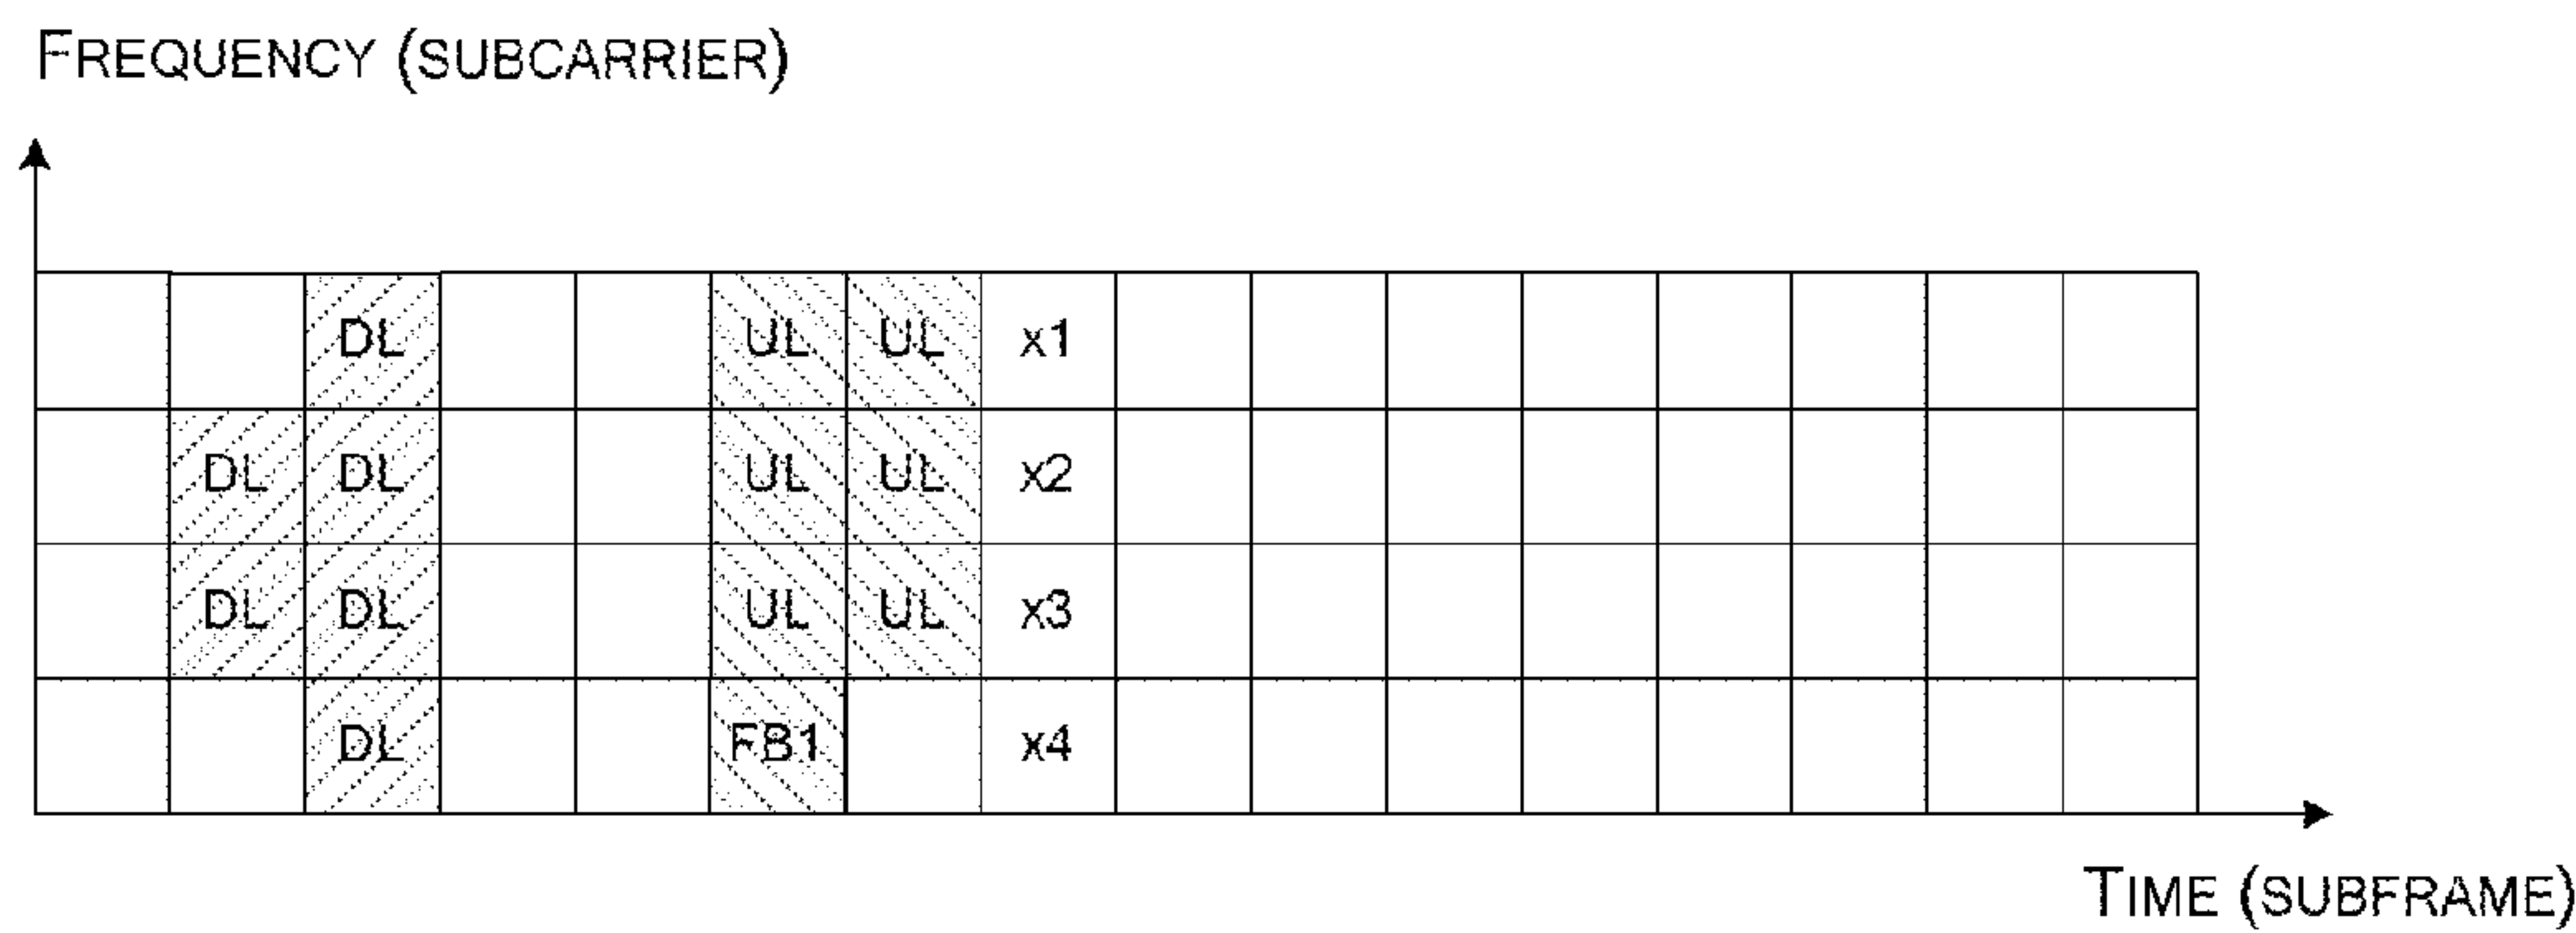 FREQUENCY (SUBCARRIER)
DL UL UL x1
DL DL UL UL x2
DL DL UL UL x3
DL FB1 x4
TIME (SUBFRAME)